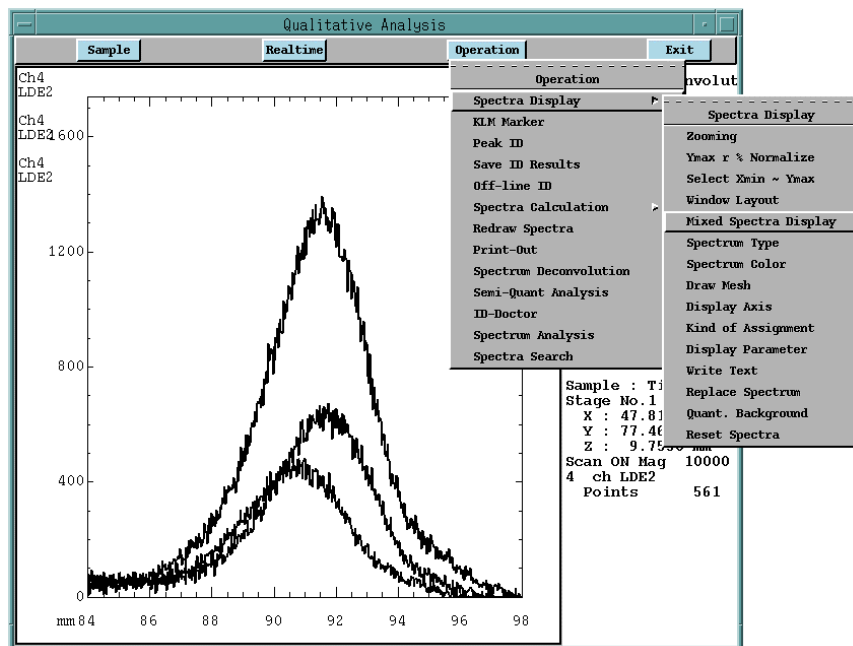 Qualitative Analysis
Sample Realtime Operation Exit
Ch4
LDE2
Ch4
LDE2
Ch4
LDE2
1600
1200
800
400
0
mm 84 86 88 90 92 94 96 98
Operation
Spectra Display
KLM Marker
Peak ID
Save ID Results
Off-line ID
Spectra Calculation
Redraw Spectra
Print-Out
Spectrum Deconvolution
Semi-Quant Analysis
ID-Doctor
Spectrum Analysis
Spectra Search
Spectra Display
Zooming
Ymax r % Normalize
Select Xmin ~ Ymax
Window Layout
Mixed Spectra Display
Spectrum Type
Spectrum Color
Draw Mesh
Display Axis
Kind of Assignment
Display Parameter
Write Text
Replace Spectrum
Quant. Background
Reset Spectra
Sample :
Stage No.1
X : 47.81
Y :
Z : mm
Scan ON Mag 10000
4 ch LDE2
Points 561